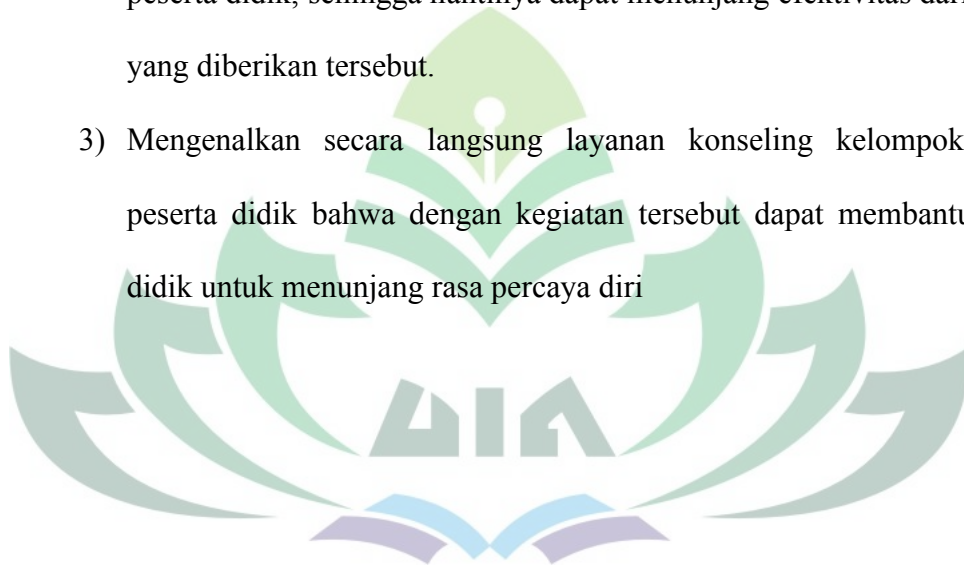 peserta didik, sehingga nantinya dapat menunjang efektivitas dari
yang diberikan tersebut.
3) Mengenalkan secara langsung layanan konseling kelompok
peserta didik bahwa dengan kegiatan tersebut dapat membantu
didik untuk menunjang rasa percaya diri
UIN